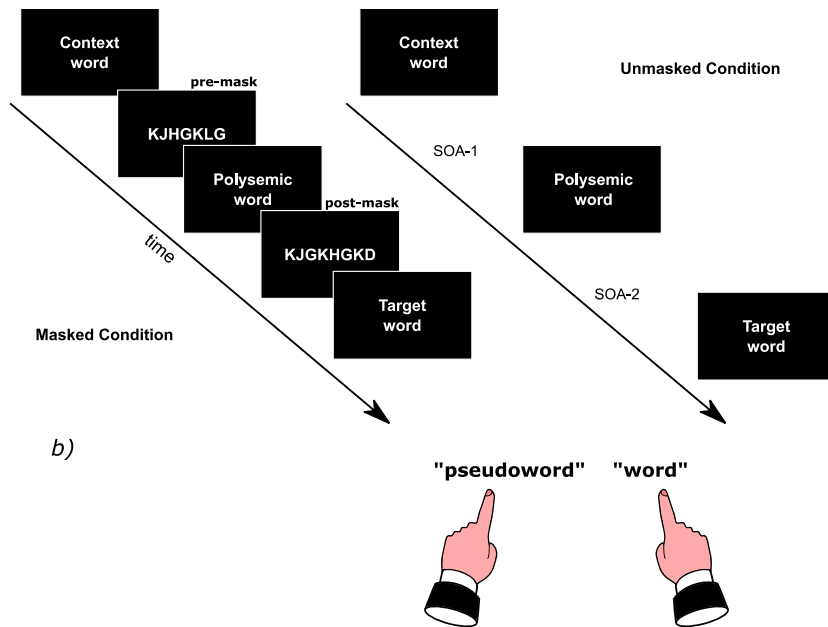 Context
word
pre-mask
KJHGKLG
Polysemic
word
post-mask
KJGKHGKD
Target
word
time
Masked Condition
Context
word
Unmasked Condition
SOA-1
Polysemic
word
SOA-2
Target
word
b)
"pseudoword" "word"